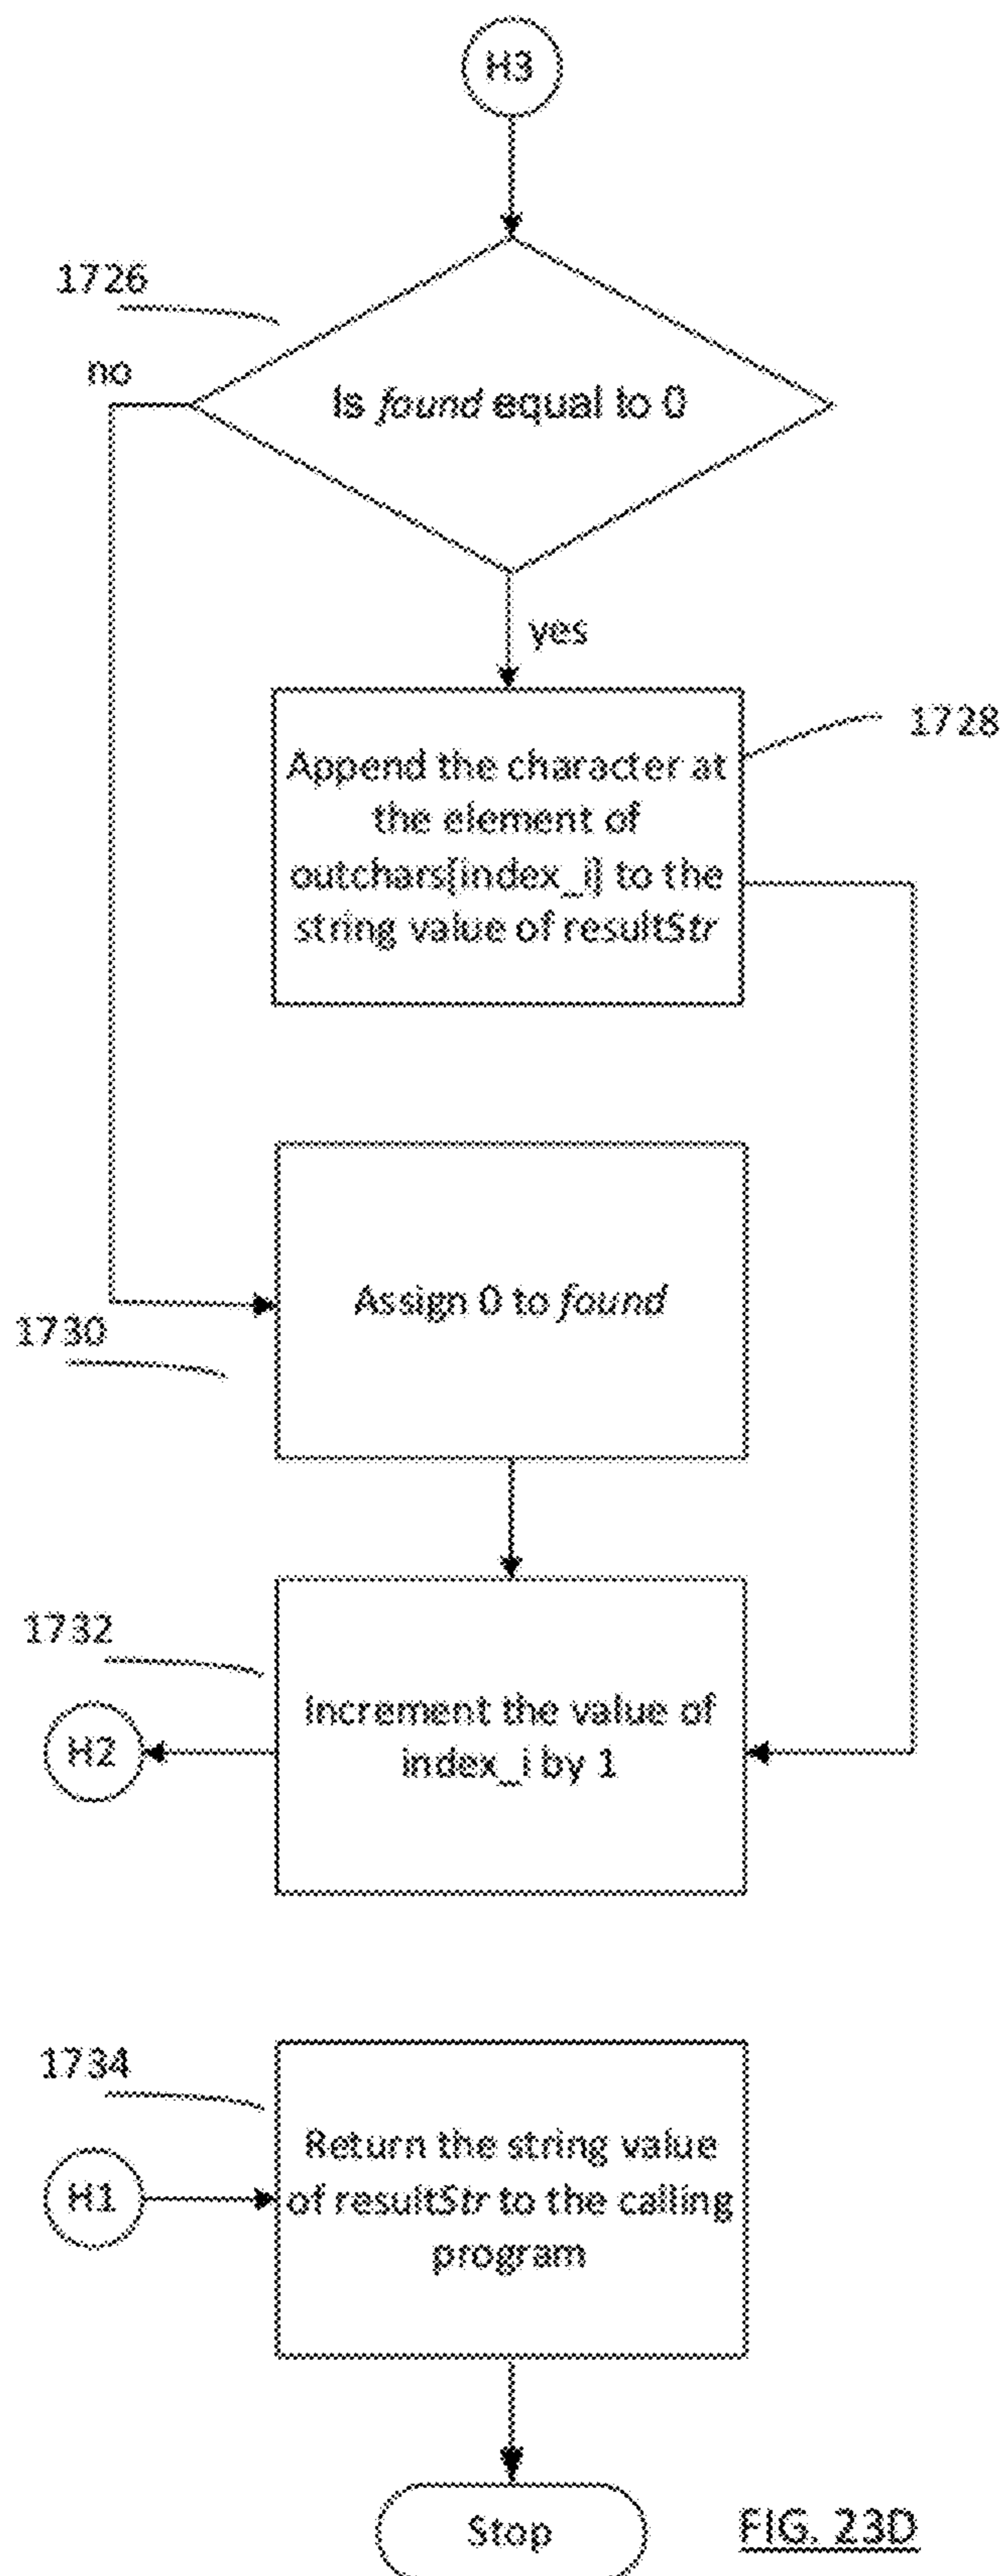 H3
1726
no
Is found equal to 0
yes
1728
Append the character at
the element of
outchars[index_i] to the
string value of resultStr
Assign 0 to found
1730
1732
Increment the value of
index_i by 1
H2
1734
Return the string value
of resultStr to the calling
program
H1
Stop
FIG. 23D